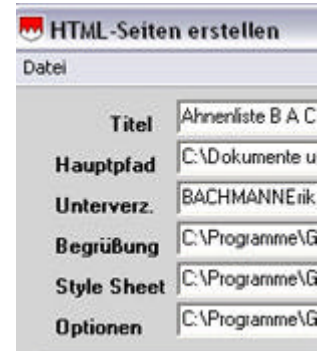 HTML-Seiten erstellen
Datei
Titel Ahnenliste B A C
Hauptpfad C:\Dokumente u
Unterverz. BACHMANNErik
Begrüßung C:\Programme\G
Style Sheet C:\Programme\G
Optionen C:\Programme\G